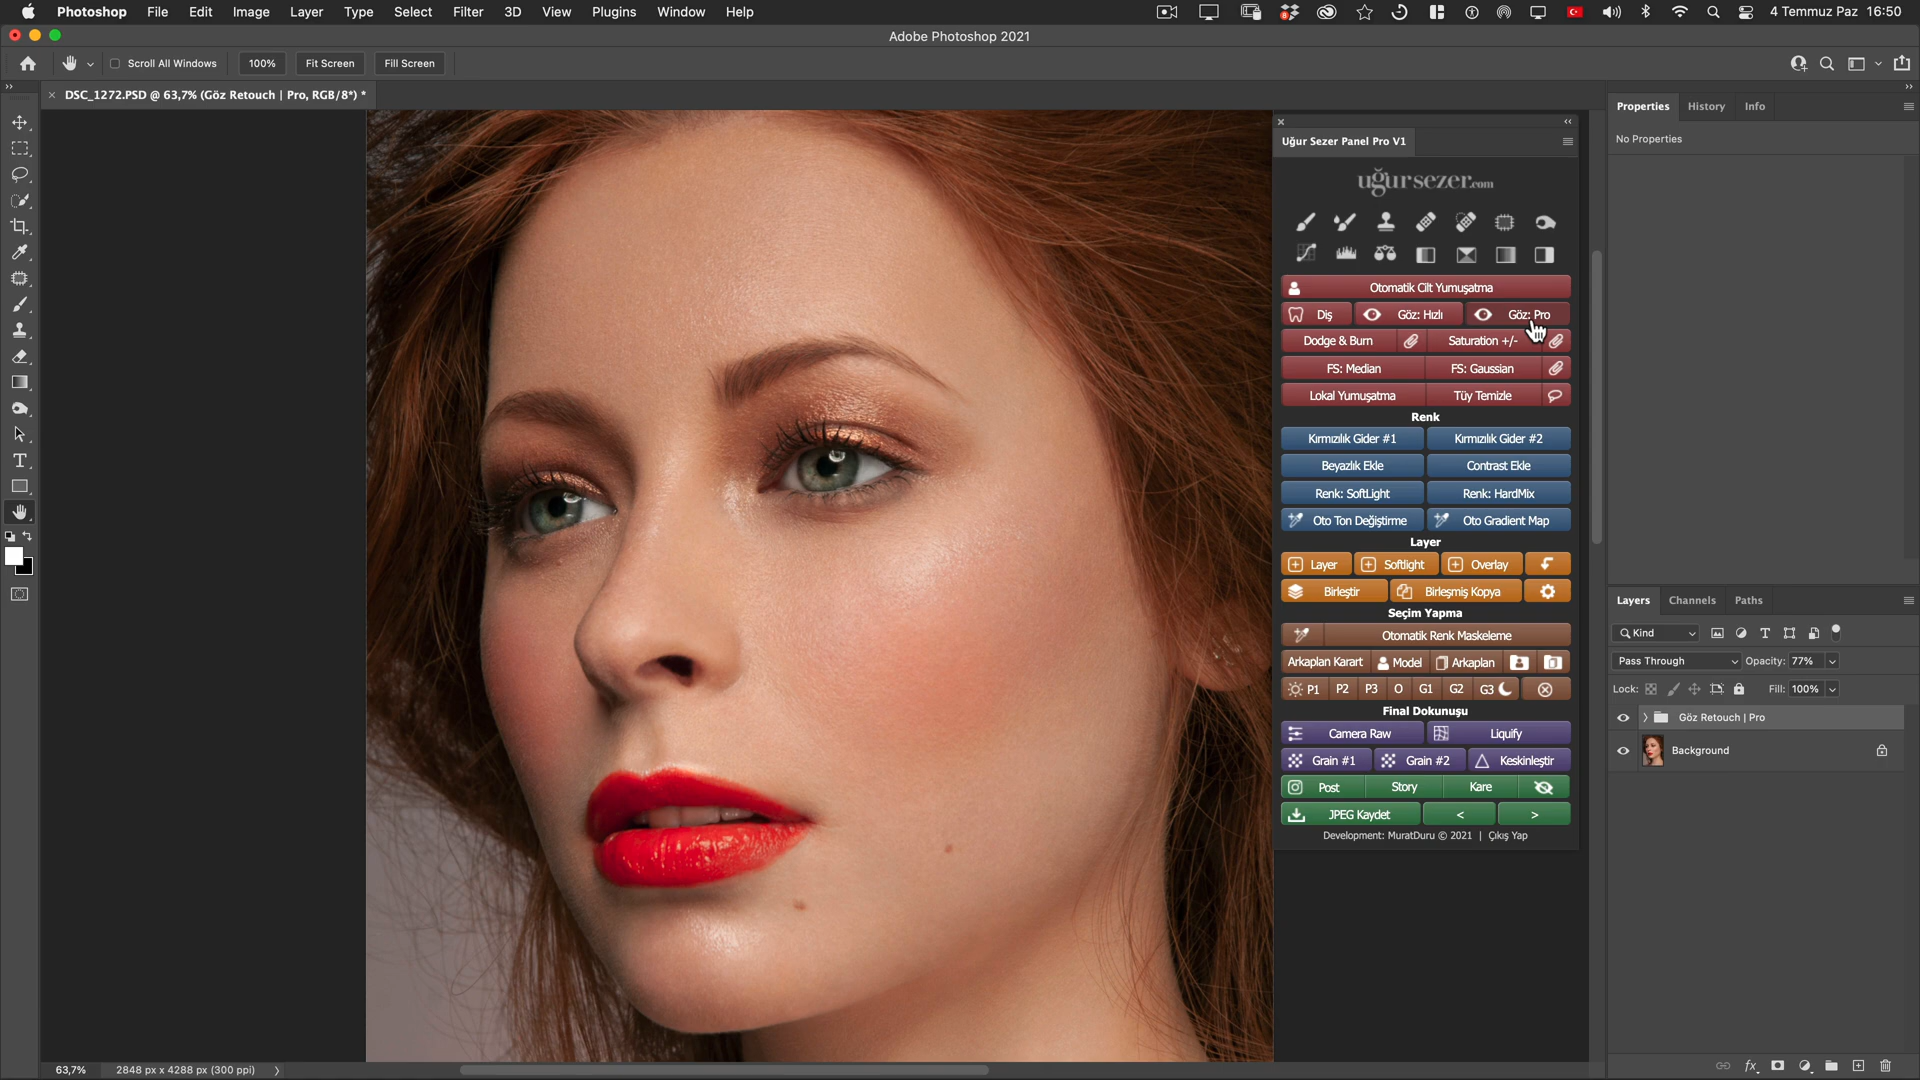 Photoshop File Edit Image Layer Type Select Filter 3D View Plugins Window Help 4 Temmuz Paz 16:50
Adobe Photoshop 2021
Scroll All Windows 100% Fit Screen Fill Screen
DSC_1272.PSD @ 63,7% (Göz Retouch | Pro, RGB/8*) *
Uğur Sezer Panel Pro V1
uğursezer.com
Otomatik Cilt Yumuşatma
Diş Göz: Hızlı Göz: Pro
Dodge & Burn Saturation +/-
FS: Median FS: Gaussian
Lokal Yumuşatma Tüy Temizle
Renk
Kırmızılık Gider #1 Kırmızılık Gider #2
Beyazlık Ekle Contrast Ekle
Renk: SoftLight Renk: HardMix
Oto Ton Değiştirme Oto Gradient Map
Layer
Layer Softlight Overlay
Birleştir Birleşmiş Kopya
Seçim Yapma
Otomatik Renk Maskeleme
Arkaplan Karart Model Arkaplan
P1 P2 P3 O G1 G2 G3
Final Dokunuşu
Camera Raw Liquify
Grain #1 Grain #2 Keskinleştir
Post Story Kare
JPEG Kaydet < >
Development: MuratDuru © 2021 | Çıkış Yap
Properties History Info
No Properties
Layers Channels Paths
Kind
Pass Through Opacity: 77%
Lock: Fill: 100%
Göz Retouch | Pro
Background
63,7% 2848 px x 4288 px (300 ppi)